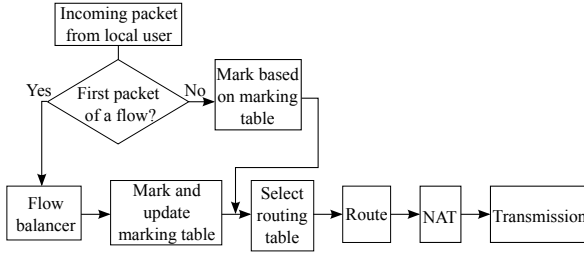 Incoming packet
from local user
Yes
First packet
of a flow?
No
Mark based
on marking
table
Flow
balancer
Mark and
update
marking table
Select
routing
table
Route
NAT
Transmission